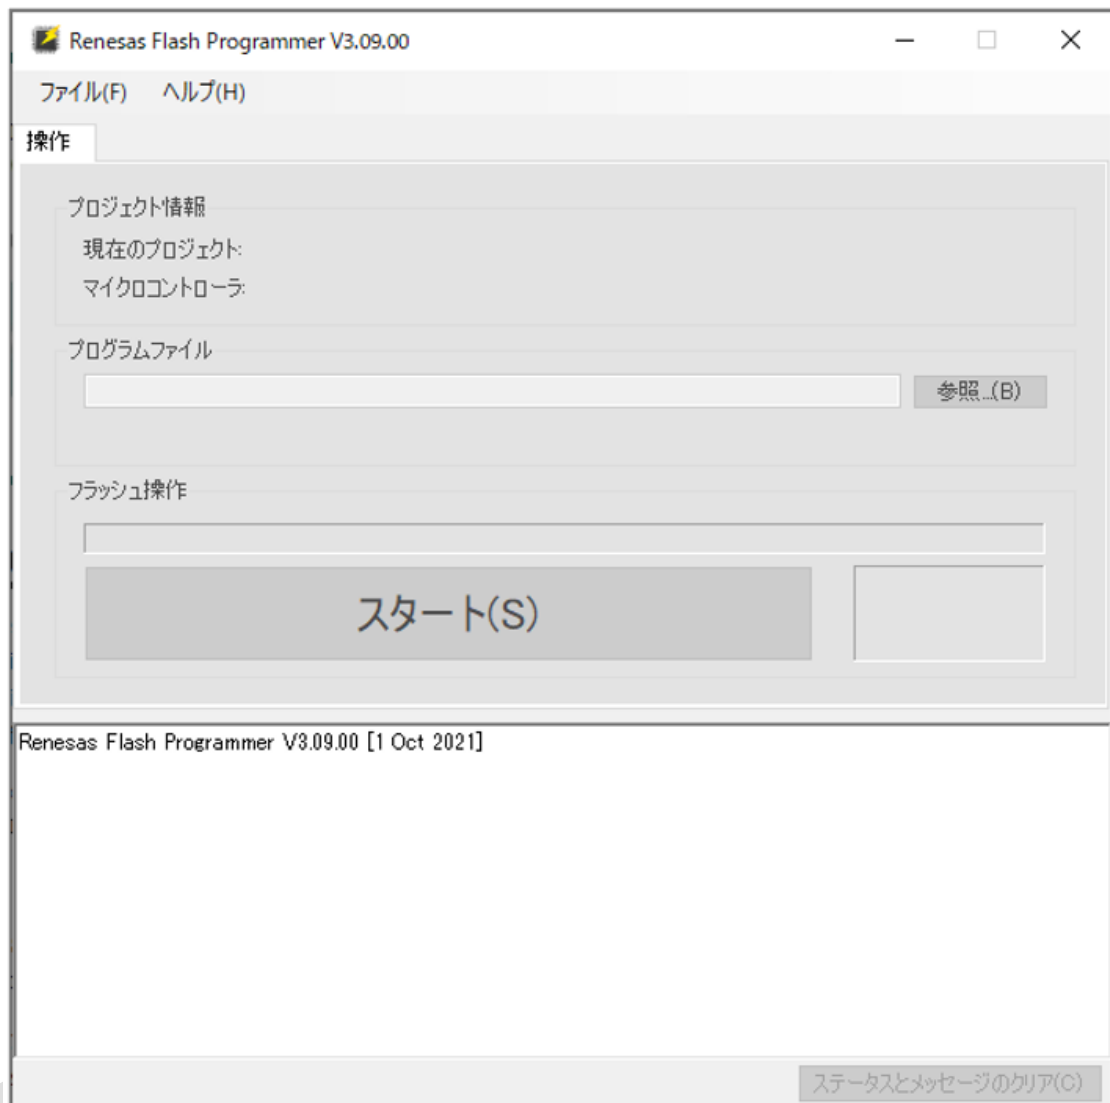 Renesas Flash Programmer V3.09.00
ファイル(F) ヘルプ(H)
操作
プロジェクト情報
現在のプロジェクト:
マイクロコントローラ:
プログラムファイル
参照...(B)
フラッシュ操作
スタート(S)
Renesas Flash Programmer V3.09.00 [1 Oct 2021]
ステータスとメッセージのクリア(C)